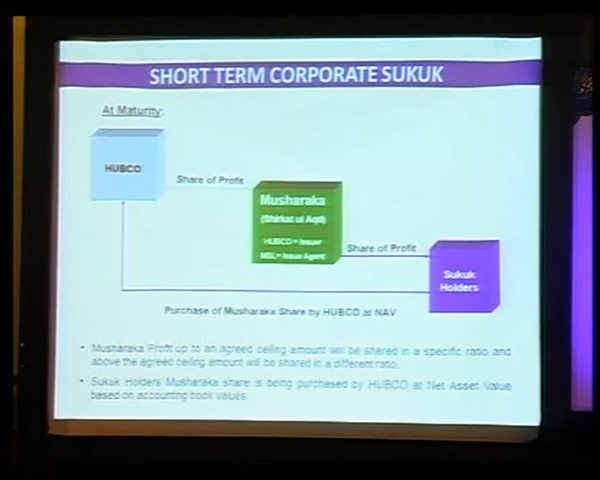 SHORT TERM CORPORATE SUKUK
At Maturity:
HUBCO
Share of Profit
Musharaka
(Shirkat ul Aqd)
HUBCO = Issuer
MBL= Issue Agent
Share of Profit
Sukuk
Holders
Purchase of Musharaka Share by HUBCO at NAV
• Musharaka Profit up to an agreed ceiling amount will be shared in a specific ratio and
above the agreed ceiling amount will be shared in a different ratio.
• Sukuk Holders Musharaka share is being purchased by HUBCO at Net Asset Value
based on accounting book values